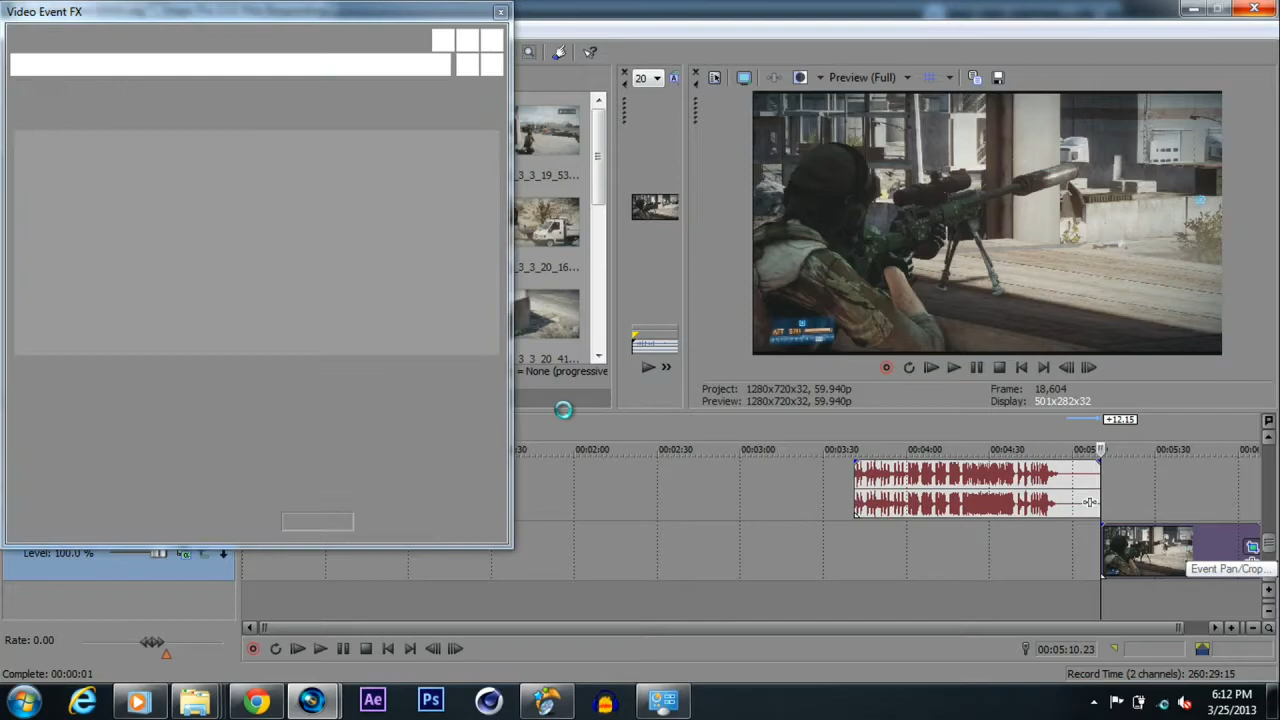 Video Event FX
20
Preview (Full)
_3_3_19_53...
_3_3_20_16...
_3_3_20_41...
= None (progressive
Project: 1280x720x32, 59.940p
Preview: 1280x720x32, 59.940p
Frame: 18,604
Display: 501x282x32
+12.15
00:02:00
00:02:30
00:03:00
00:03:30
00:04:00
00:04:30
00:05:30
Level: 100.0 %
Event Pan/Crop...
Rate: 0.00
00:05:10.23
Complete: 00:00:01
Record Time (2 channels): 260:29:15
Ae
Ps
6:12 PM
3/25/2013